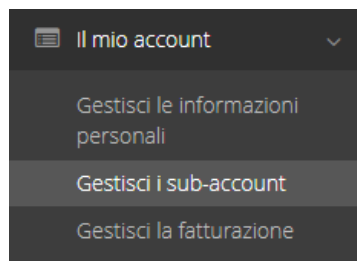 Il mio account
Gestisci le informazioni
personali
Gestisci i sub-account
Gestisci la fatturazione